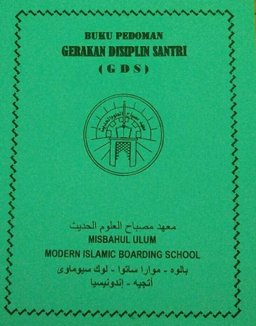 BUKU PEDOMAN
GERAKAN DISIPLIN SANTRI
( G D S )
معهد مصباح العلوم الحديث
MISBAHUL ULUM
MODERN ISLAMIC BOARDING SCHOOL
بالوه - موارا ساتوا - لوك سيوماوى
أتجيه - إندونيسيا